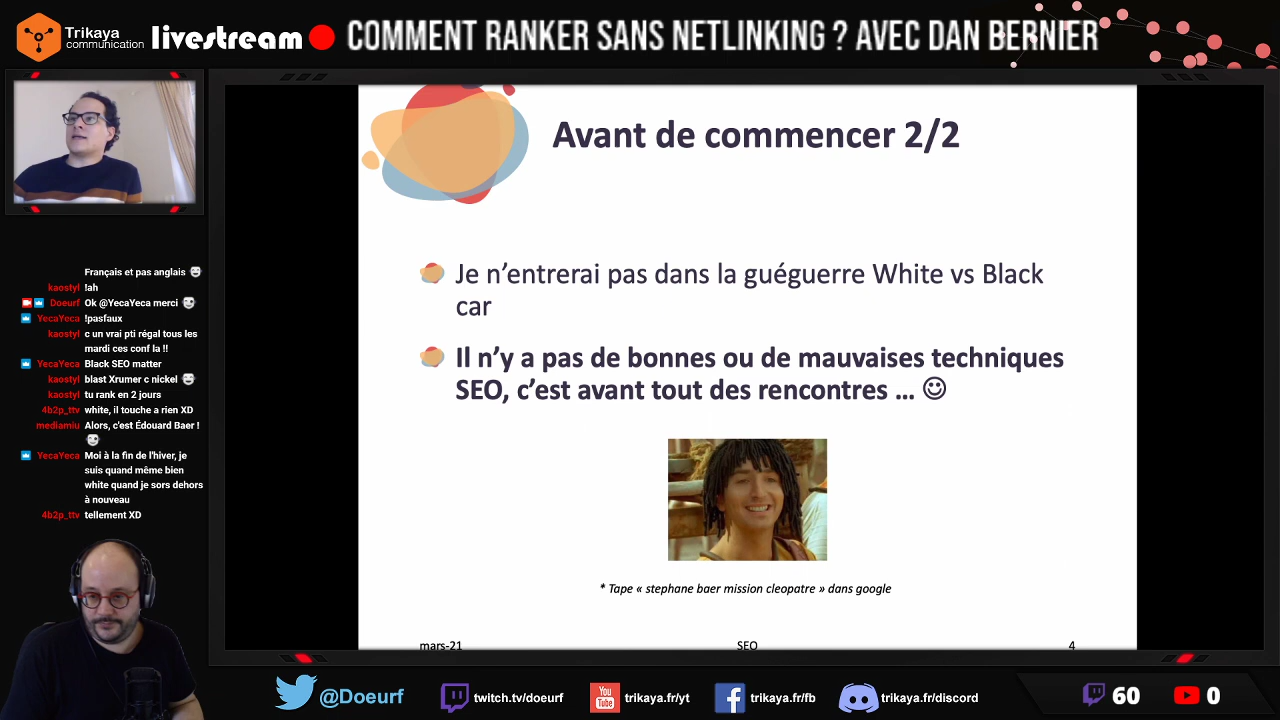 Trikaya
communication
livestream
COMMENT RANKER SANS NETLINKING ? AVEC DAN BERNIER
Avant de commencer 2/2
Je n'entrerai pas dans la guéguerre White vs Black
car
Il n'y a pas de bonnes ou de mauvaises techniques
SEO, c'est avant tout des rencontres ... ☺
* Tape « stephane baer mission cleopatre » dans google
mars-21
SEO
4
Français et pas anglais
kaostyl !ah
Doeurf Ok @YecaYeca merci
YecaYeca !pasfaux
kaostyl c un vrai pti régal tous les
mardi ces conf la !!
YecaYeca Black SEO matter
kaostyl blast Xrumer c nickel
kaostyl tu rank en 2 jours
4b2p_ttv white, il touche a rien XD
mediamiu Alors, c'est Édouard Baer !
YecaYeca Moi à la fin de l'hiver, je
suis quand même bien
white quand je sors dehors
à nouveau
4b2p_ttv tellement XD
@Doeurf
twitch.tv/doeurf
You
Tube
trikaya.fr/yt
trikaya.fr/fb
trikaya.fr/discord
60
0